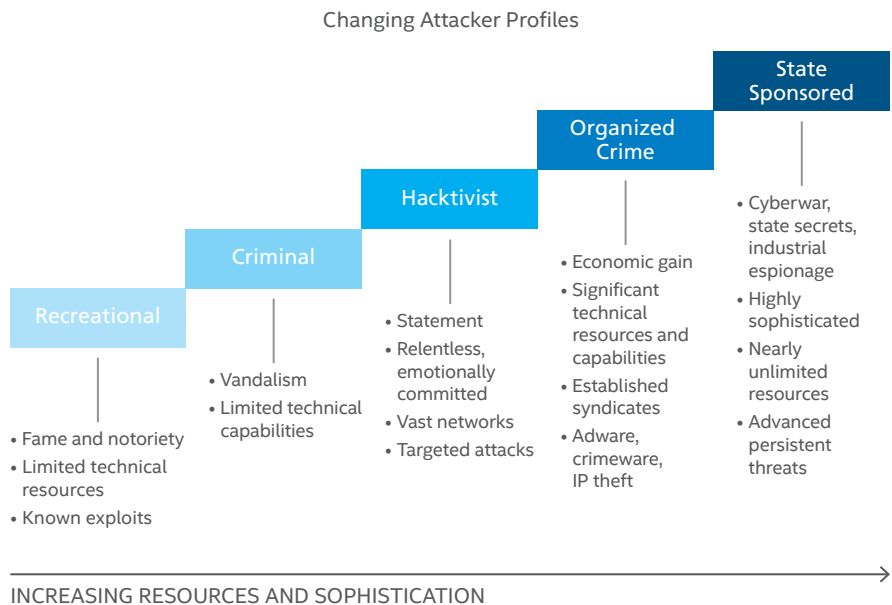 Changing Attacker Profiles
State
Sponsored
• Cyberwar,
state secrets,
industrial
espionage
• Highly
sophisticated
• Nearly
unlimited
resources
• Advanced
persistent
threats
Organized
Crime
• Economic gain
• Significant
technical
resources and
capabilities
• Established
syndicates
• Adware,
crimeware,
IP theft
Hacktivist
• Statement
• Relentless,
emotionally
committed
• Vast networks
• Targeted attacks
Criminal
• Vandalism
• Limited technical
capabilities
Recreational
• Fame and notoriety
• Limited technical
resources
• Known exploits
INCREASING RESOURCES AND SOPHISTICATION